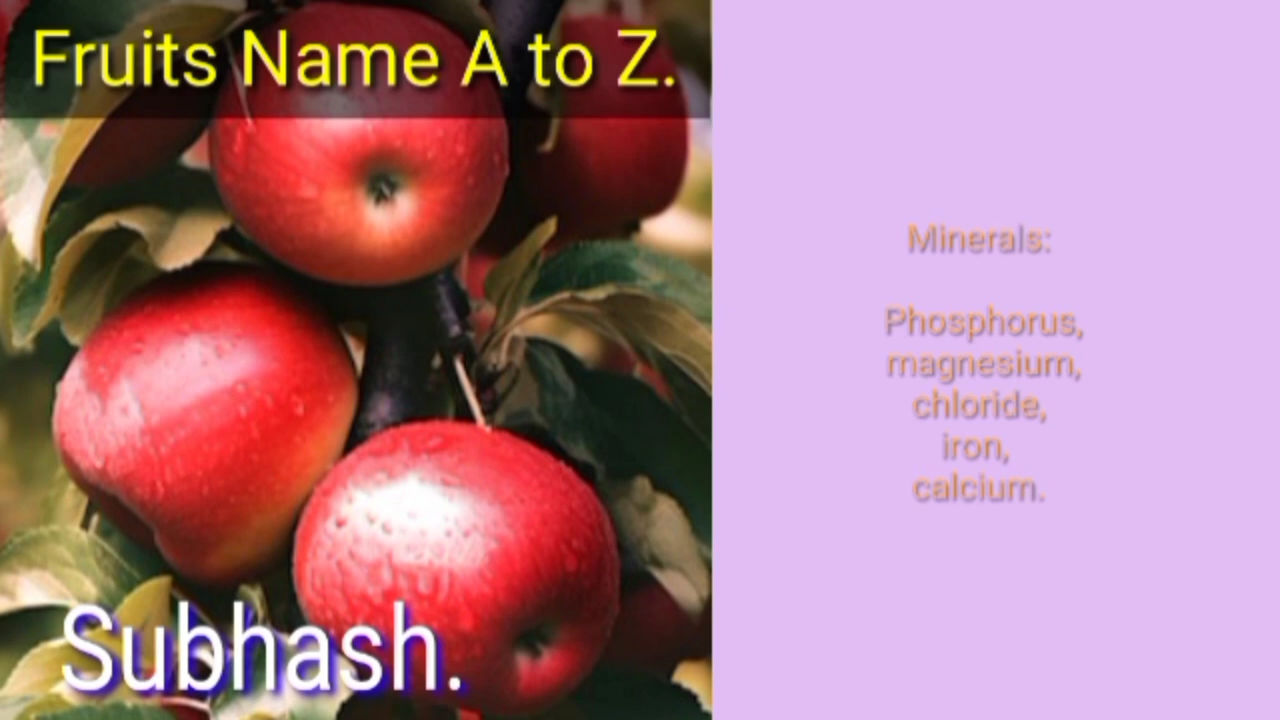 Fruits Name A to Z.
Subhash.
Minerals:
Phosphorus,
magnesium,
chloride,
iron,
calcium.